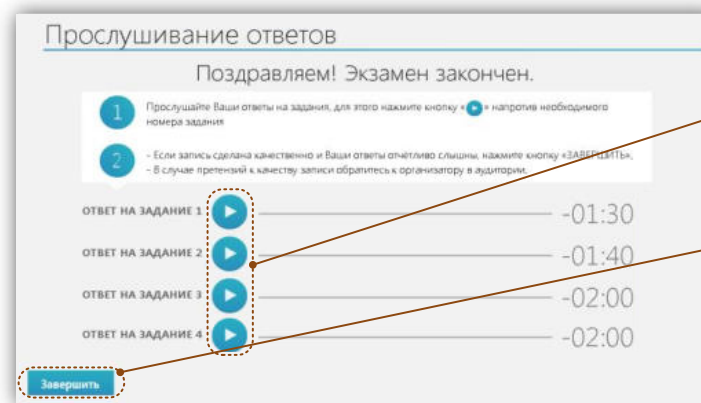 Прослушивание ответов
Поздравляем! Экзамен закончен.
1 Прослушайте Ваши ответы на задания, для этого нажмите кнопку «▶» напротив необходимого
номера задания
2 - Если запись сделана качественно и Ваши ответы отчётливо слышны, нажмите кнопку «ЗАВЕРШИТЬ»,
- В случае претензий к качеству записи обратитесь к организатору в аудитории.
ОТВЕТ НА ЗАДАНИЕ 1 -01:30
ОТВЕТ НА ЗАДАНИЕ 2 -01:40
ОТВЕТ НА ЗАДАНИЕ 3 -02:00
ОТВЕТ НА ЗАДАНИЕ 4 -02:00
Завершить